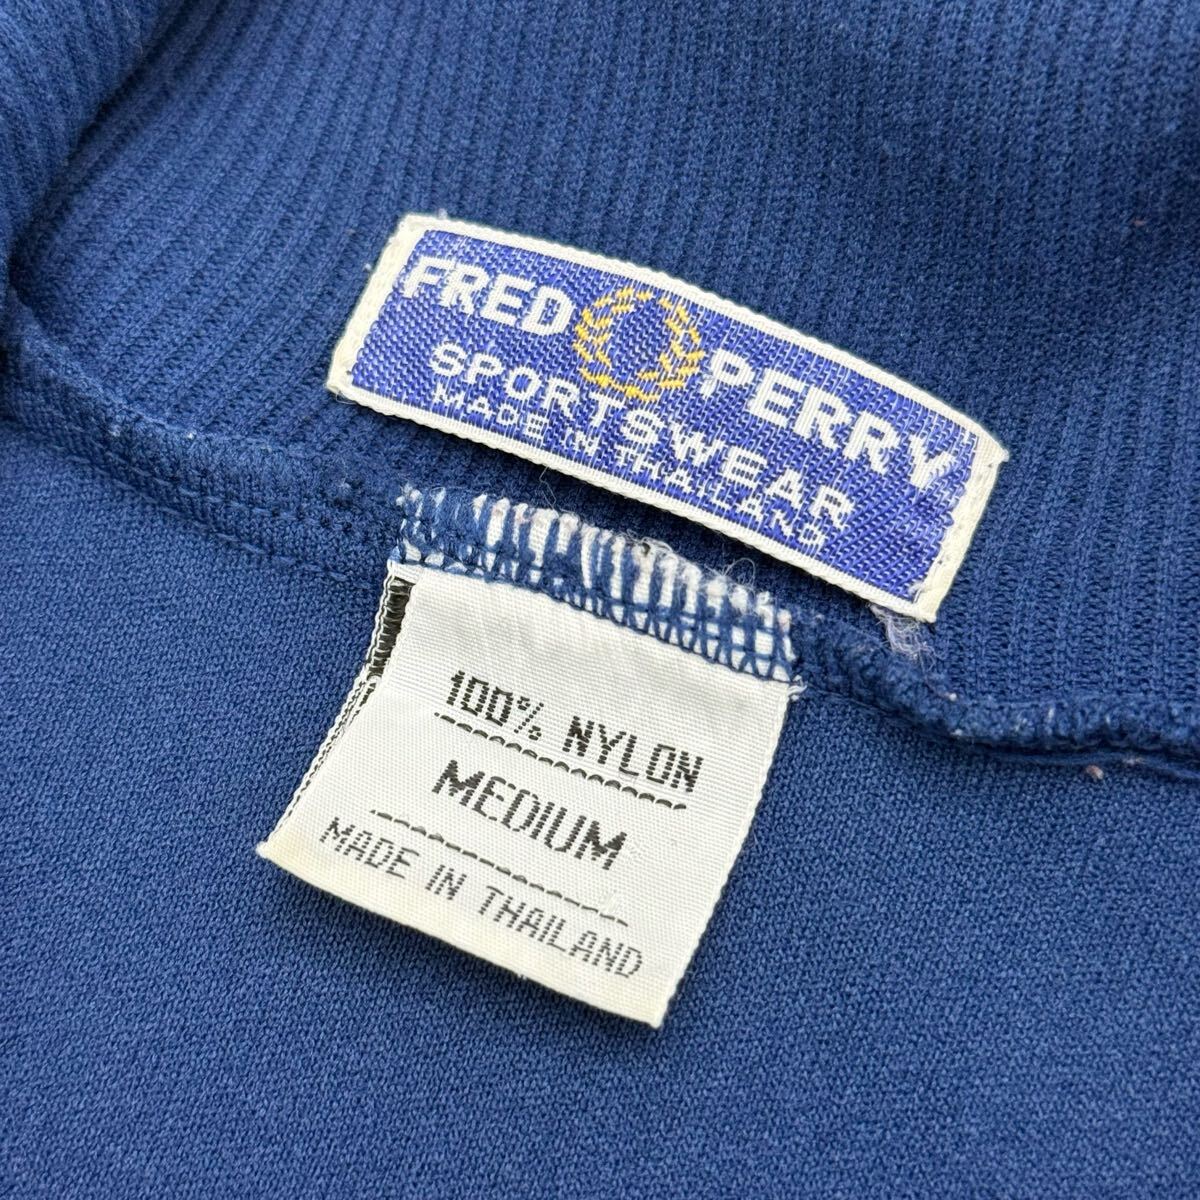 FRED PERRY
SPORTSWEAR
MADE IN THAILAND
100% NYLON
MEDIUM
MADE IN THAILAND